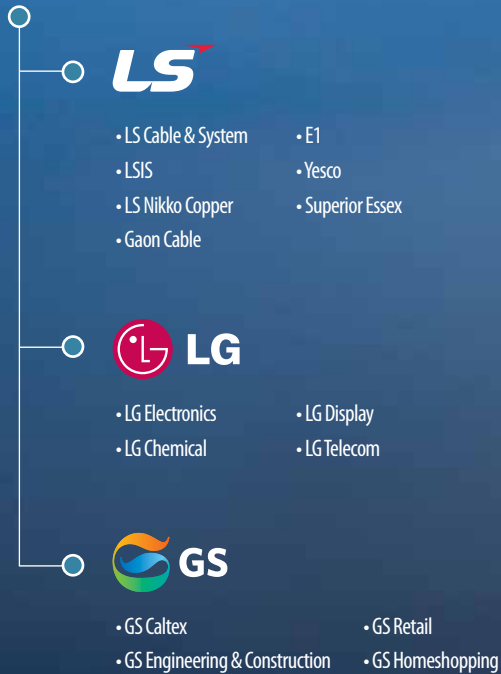 LS
• LS Cable & System
• E1
• LSIS
• Yesco
• LS Nikko Copper
• Superior Essex
• Gaon Cable
LG
• LG Electronics
• LG Display
• LG Chemical
• LG Telecom
GS
• GS Caltex
• GS Retail
• GS Engineering & Construction
• GS Homeshopping